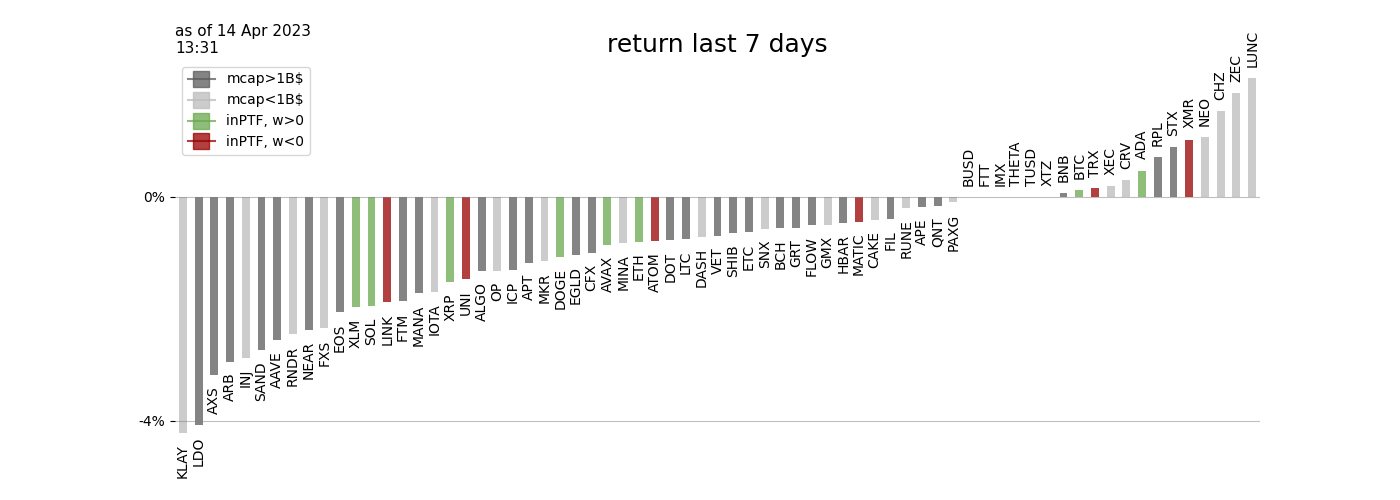 as of 14 Apr 2023
13:31
return last 7 days
mcap>1B$
mcap<1B$
inPTF, w>0
inPTF, w<0
0%
-4%
KLAY
LDO
AXS
ARB
INJ
SAND
AAVE
RNDR
NEAR
FXS
EOS
XLM
SOL
LINK
FTM
MANA
IOTA
XRP
UNI
ALGO
OP
ICP
APT
MKR
DOGE
EGLD
CFX
AVAX
MINA
ETH
ATOM
DOT
LTC
DASH
VET
SHIB
ETC
SNX
BCH
GRT
FLOW
GMX
HBAR
MATIC
CAKE
FIL
RUNE
APE
QNT
PAXG
BUSD
FTT
IMX
THETA
TUSD
XTZ
BNB
BTC
TRX
XEC
CRV
ADA
RPL
STX
XMR
NEO
CHZ
ZEC
LUNC